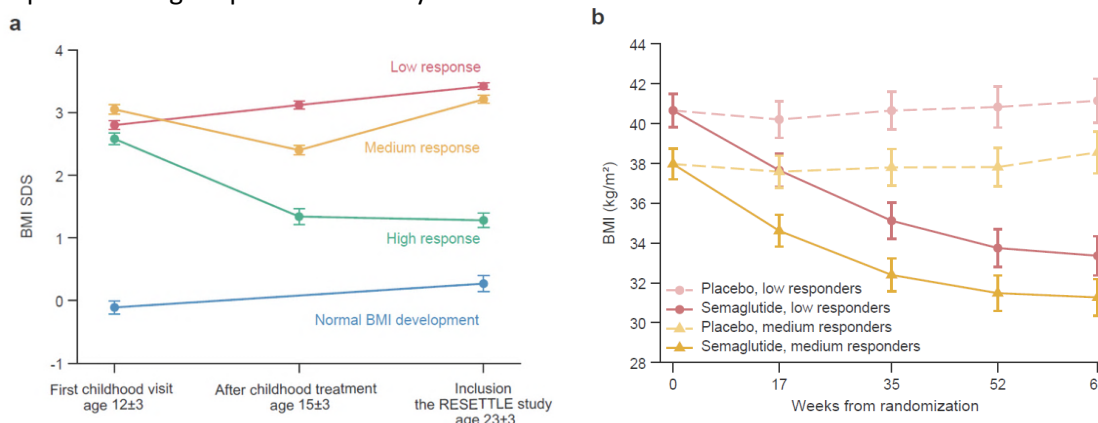 a
4
3
2
1
0
-1
BMI SDS
Low response
Medium response
High response
Normal BMI development
First childhood visit
age 12±3
After childhood treatment
age 15±3
Inclusion
the RESETTLE study
age 23±3
b
44
42
40
38
36
34
32
30
28
BMI (kg/m²)
Placebo, low responders
Semaglutide, low responders
Placebo, medium responders
Semaglutide, medium responders
0
17
35
52
Weeks from randomization